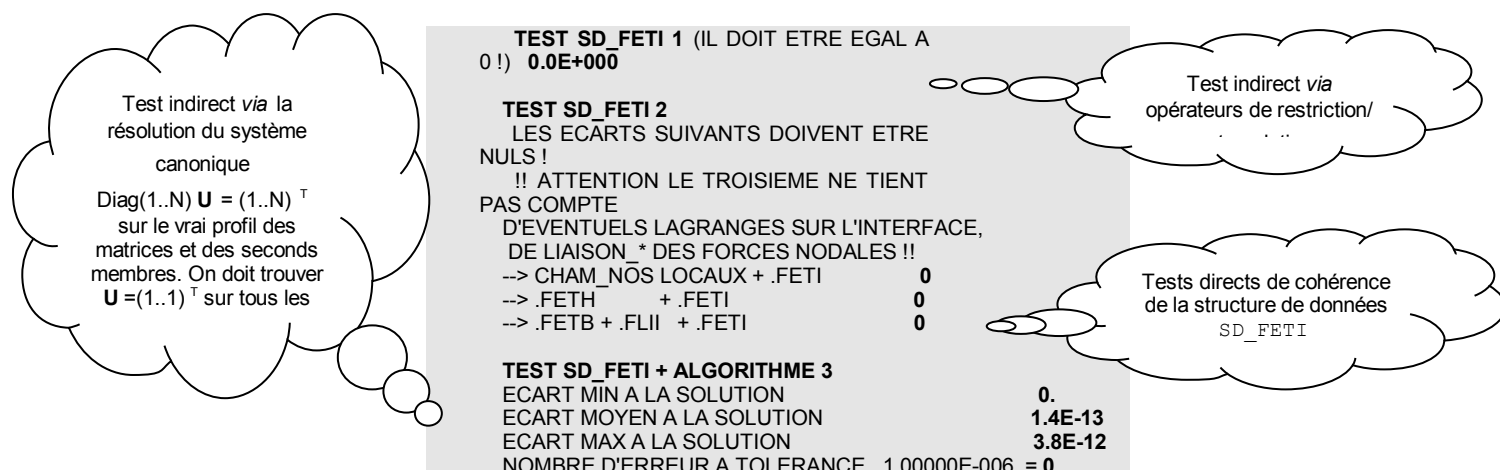 Test indirect via la
résolution du système
canonique
Diag(1..N) U = (1..N) T
sur le vrai profil des
matrices et des seconds
membres. On doit trouver
U =(1..1) T sur tous les
TEST SD_FETI 1 (IL DOIT ETRE EGAL A
0 !) 0.0E+000
TEST SD_FETI 2
LES ECARTS SUIVANTS DOIVENT ETRE
NULS !
!! ATTENTION LE TROISIEME NE TIENT
PAS COMPTE
D'EVENTUELS LAGRANGES SUR L'INTERFACE,
DE LIAISON_* DES FORCES NODALES !!
--> CHAM_NOS LOCAUX + .FETI 0
--> .FETH + .FETI 0
--> .FETB + .FLII + .FETI 0
TEST SD_FETI + ALGORITHME 3
ECART MIN A LA SOLUTION 0.
ECART MOYEN A LA SOLUTION 1.4E-13
ECART MAX A LA SOLUTION 3.8E-12
NOMBRE D'ERREUR A TOLERANCE 1.00000E-006 = 0
Test indirect via
opérateurs de restriction/
Tests directs de cohérence
de la structure de données
SD_FETI